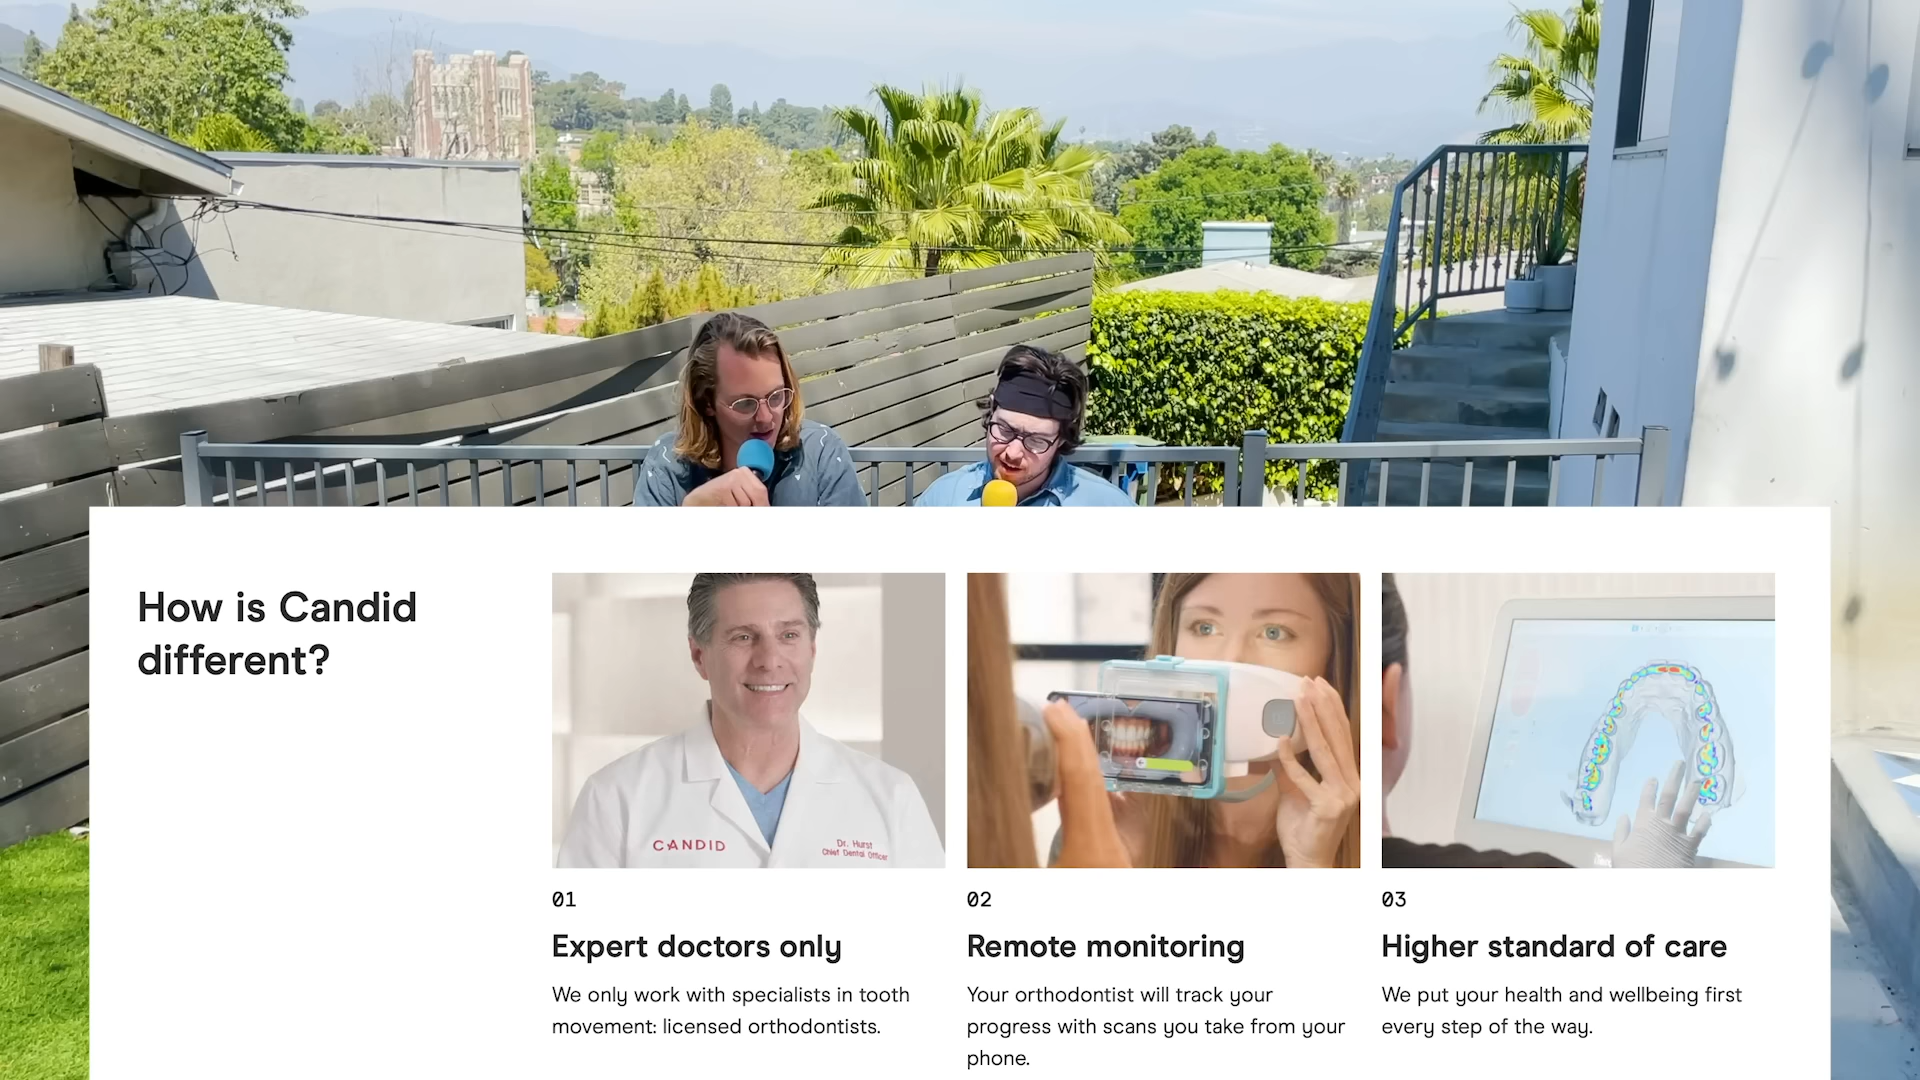 How is Candid
different?
CANDID
Dr. Hurst
Chief Dental Officer
01
Expert doctors only
We only work with specialists in tooth
movement: licensed orthodontists.
02
Remote monitoring
Your orthodontist will track your
progress with scans you take from your
phone.
03
Higher standard of care
We put your health and wellbeing first
every step of the way.